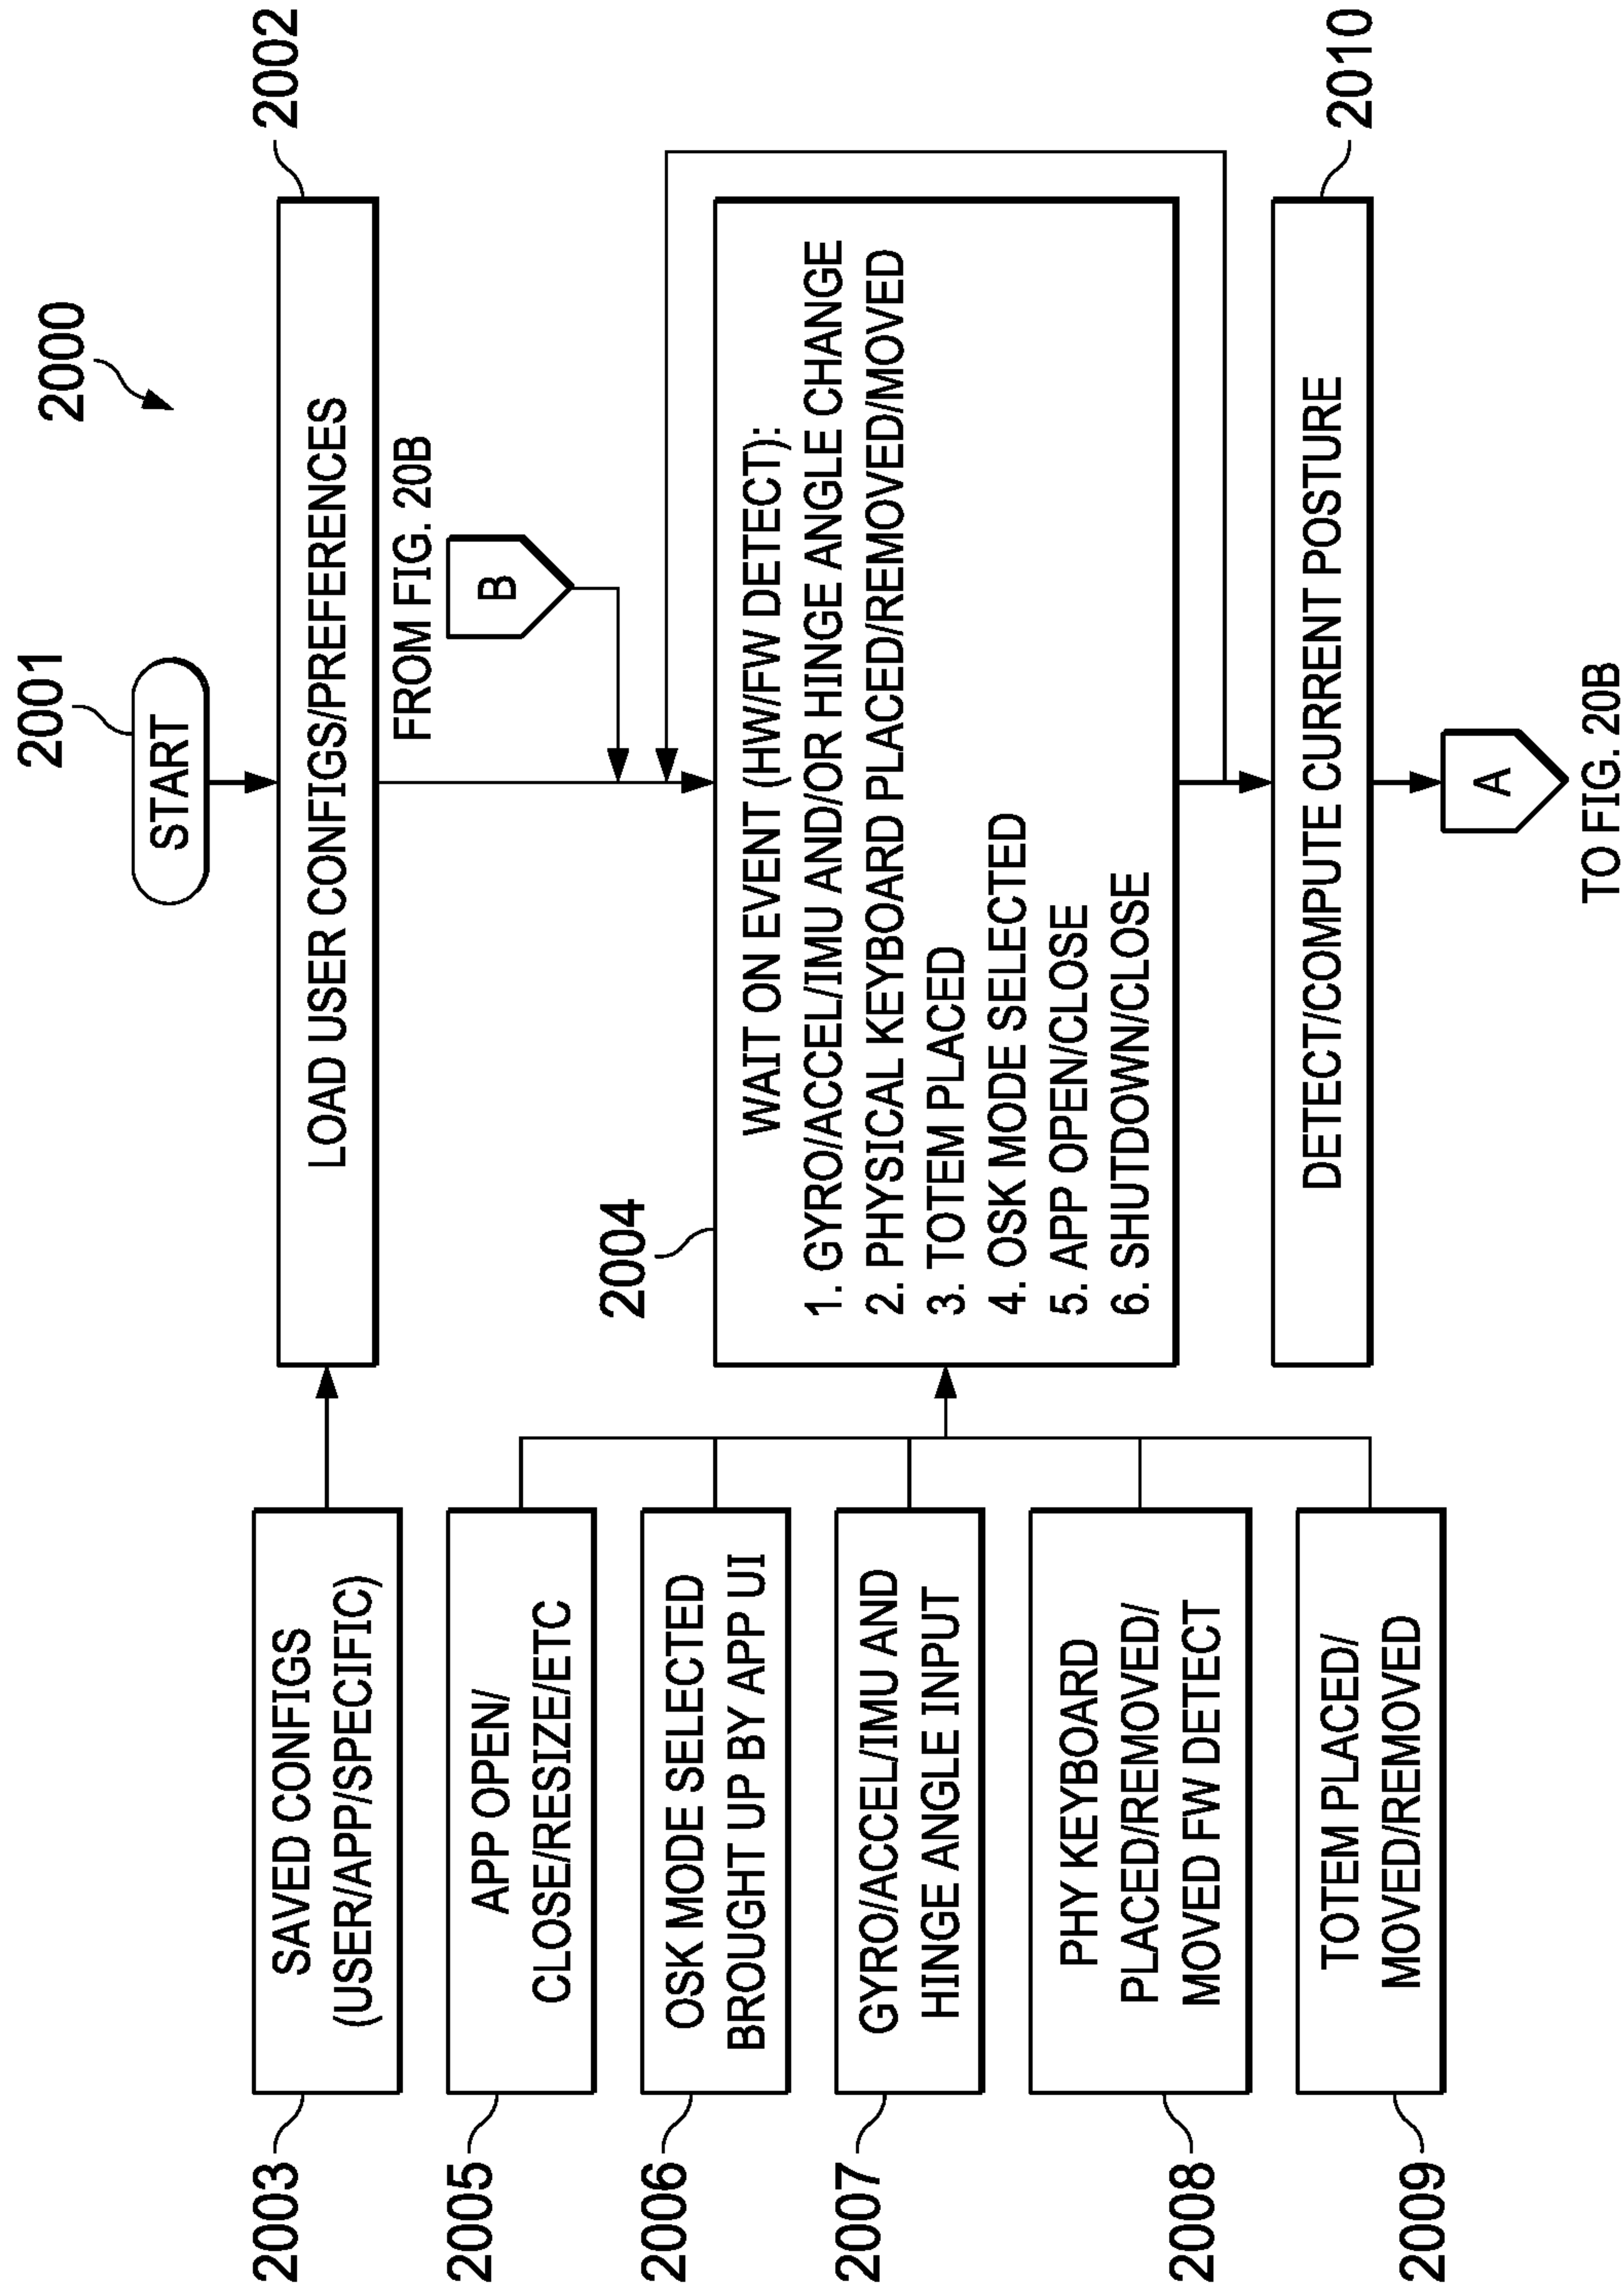 2000
2001
START
2002
LOAD USER CONFIGS/PREFERENCES
2003
SAVED CONFIGS
(USER/APP/SPECIFIC)
FROM FIG. 20B
B
2004
WAIT ON EVENT (HW/FW DETECT):
1. GYRO/ACCEL/IMU AND/OR HINGE ANGLE CHANGE
2. PHYSICAL KEYBOARD PLACED/REMOVED/MOVED
3. TOTEM PLACED
4. OSK MODE SELECTED
5. APP OPEN/CLOSE
6. SHUTDOWN/CLOSE
2005
APP OPEN/
CLOSE/RESIZE/ETC
2006
OSK MODE SELECTED
BROUGHT UP BY APP UI
2007
GYRO/ACCEL/IMU AND
HINGE ANGLE INPUT
2008
PHY KEYBOARD
PLACED/REMOVED/
MOVED FW DETECT
2009
TOTEM PLACED/
MOVED/REMOVED
2010
DETECT/COMPUTE CURRENT POSTURE
A
TO FIG. 20B